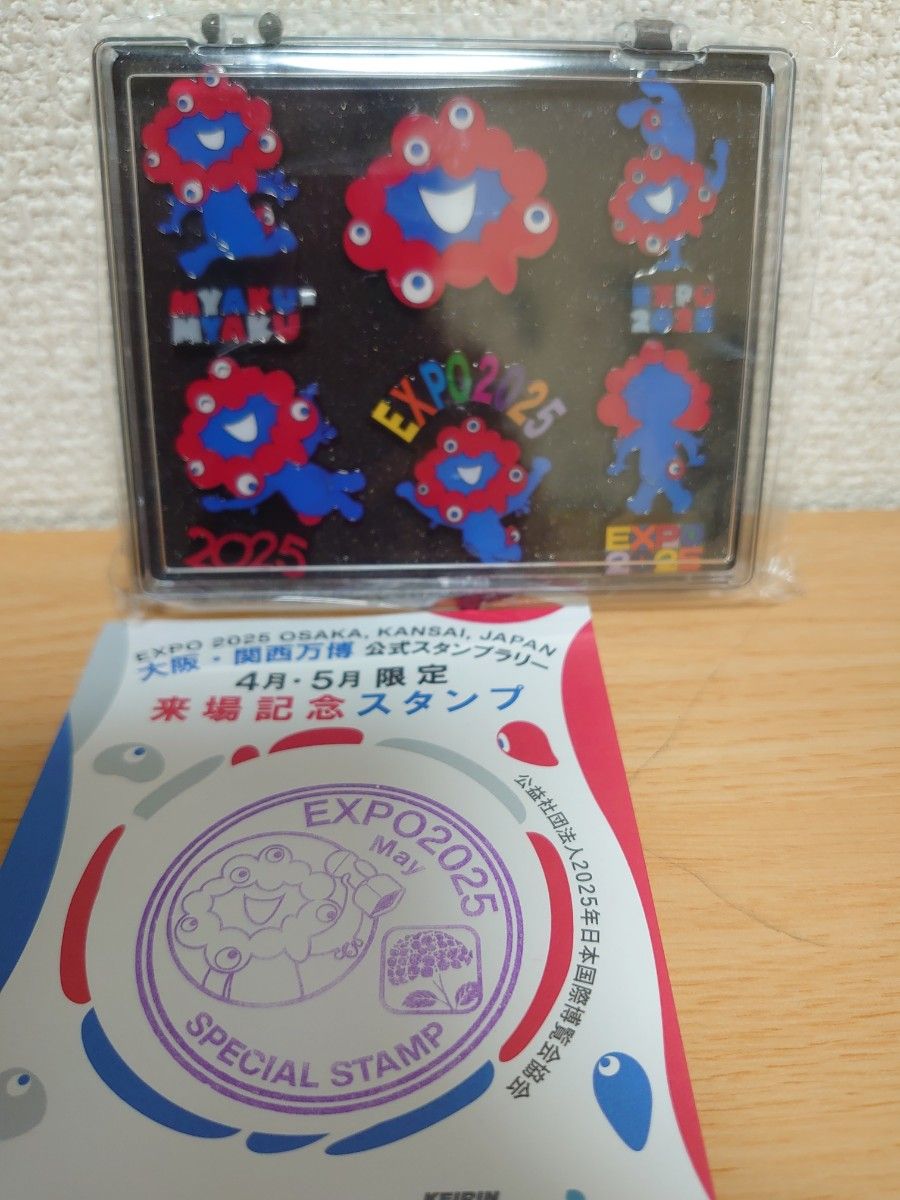 MYAKU-
MYAKU
EXPO
2025
EXPO2025
2025
EXPO
2025
EXPO 2025 OSAKA, KANSAI, JAPAN
大阪・関西万博 公式スタンプラリー
4月・5月 限定
来場記念スタンプ
公益社団法人2025年日本国際博覧会協会
EXPO2025
May
SPECIAL STAMP
KEIRIN